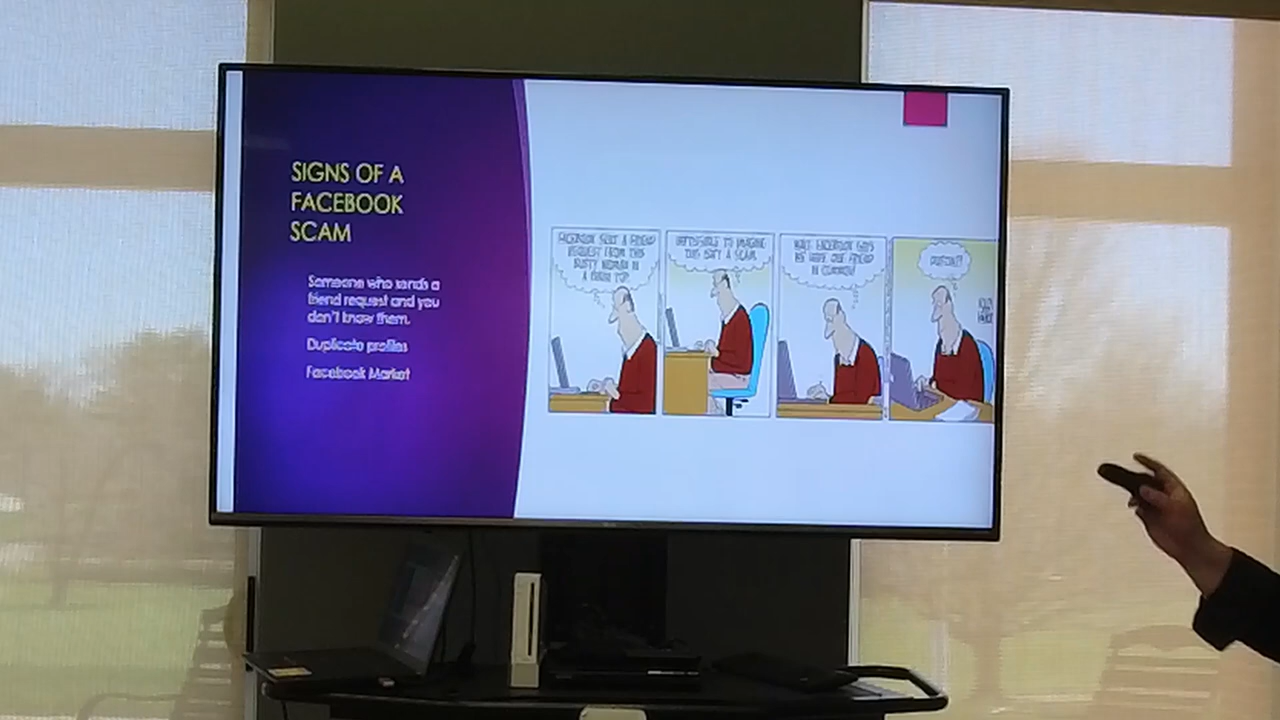 SIGNS OF A
FACEBOOK
SCAM
Someone who sends a
friend request and you
don't know them.
Duplicate profiles
Facebook Market
FACEBOOK SENT A FRIEND
REQUEST FROM THIS
BUSTY WOMAN IN
A TOP
IMPOSSIBLE TO IMAGINE
THIS ISN'T A SCAM.
WAIT. FACEBOOK SAYS
WE HAVE ONE FRIEND
IN COMMON!